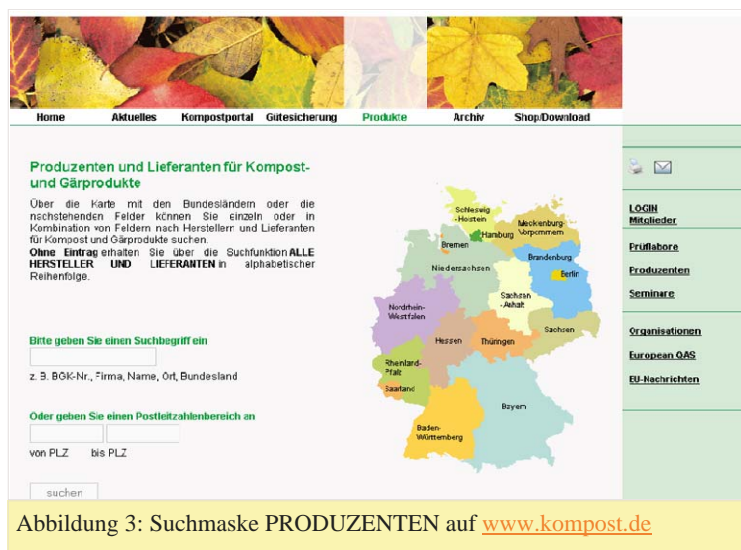 Home Aktuelles Kompostportal Gütesicherung Produkte Archiv Shop/Download
Produzenten und Lieferanten für Kompost-
und Gärprodukte
Über die Karte mit den Bundesländern oder die
nachstehenden Felder können Sie einzeln oder in
Kombination von Feldern nach Herstellern und Lieferanten
für Kompost und Gärprodukte suchen.
Ohne Eintrag erhalten Sie über die Suchfunktion ALLE
HERSTELLER UND LIEFERANTEN in alphabetischer
Reihenfolge.
Bitte geben Sie einen Suchbegriff ein
z. B. BGK-Nr., Firma, Name, Ort, Bundesland
Oder geben Sie einen Postleitzahlenbereich an
von PLZ bis PLZ
suchen
Schleswig
-Holstein
Hamburg
Mecklenburg-
Vorpommern
Bremen
Niedersachsen
Brandenburg
Berlin
Sachsen
-Anhalt
Nordrhein-
Westfalen
Hessen
Thüringen
Sachsen
Rheinland-
Pfalz
Saarland
Bayern
Baden-
Württemberg
LOGIN
Mitglieder
Prüflabore
Produzenten
Seminare
Organisationen
European QAS
EU-Nachrichten
Abbildung 3: Suchmaske PRODUZENTEN auf www.kompost.de